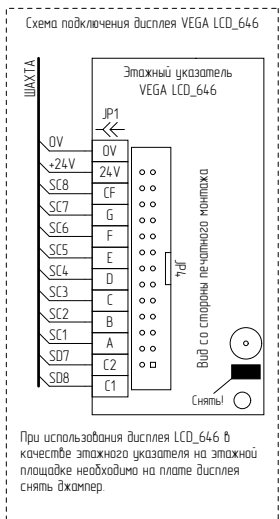 Схема подключения дисплея VEGA LCD_646
ШАХТА
Этажный указатель
VEGA LCD_646
JP1
0V 0V
+24V 24V
SC8 CF
SC7 G
SC6 F
SC5 E
SC4 D
SC3 C
SC2 B
SC1 A
SD7 C2
SD8 C1
JP4
Вид со стороны печатного монтажа
Снять!
При использования дисплея LCD_646 в
качестве этажного указателя на этажной
площадке необходимо на плате дисплея
снять джампер.